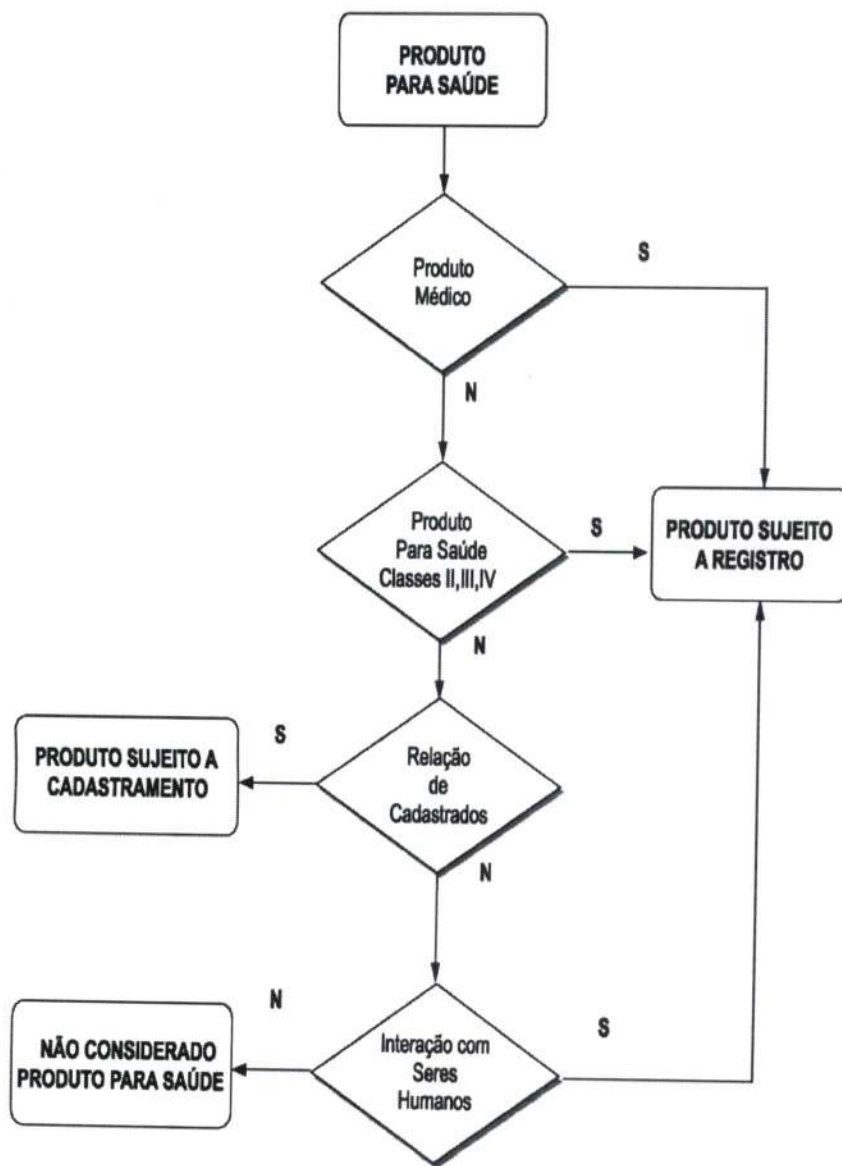 PRODUTO
PARA SAÚDE
Produto
Médico
S
N
Produto
Para Saúde
Classes II,III,IV
S
PRODUTO SUJEITO
A REGISTRO
N
Relação
de
Cadastrados
S
PRODUTO SUJEITO A
CADASTRAMENTO
N
Interação com
Seres
Humanos
N
NÃO CONSIDERADO
PRODUTO PARA SAÚDE
S